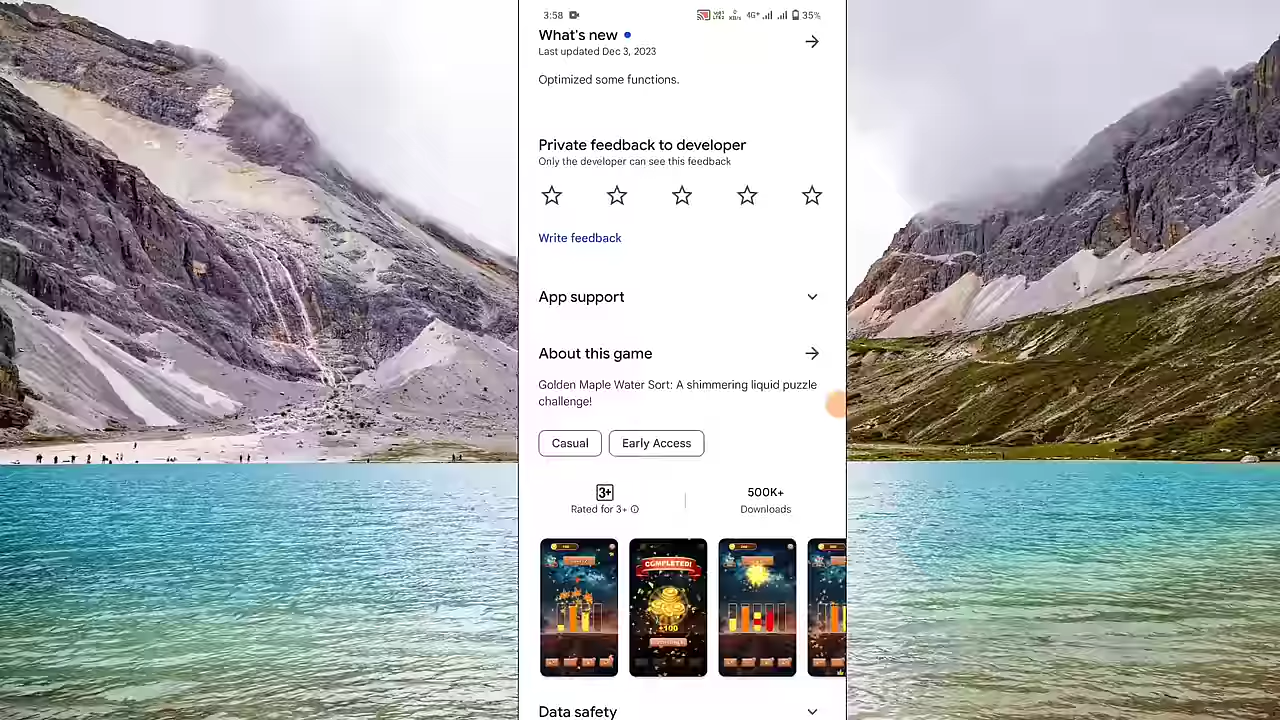 3:58
4G+
35%
What's new
Last updated Dec 3, 2023
Optimized some functions.
Private feedback to developer
Only the developer can see this feedback
Write feedback
App support
About this game
Golden Maple Water Sort: A shimmering liquid puzzle
challenge!
Casual
Early Access
3+
500K+
Rated for 3+
Downloads
COMPLETED!
+100
Data safety